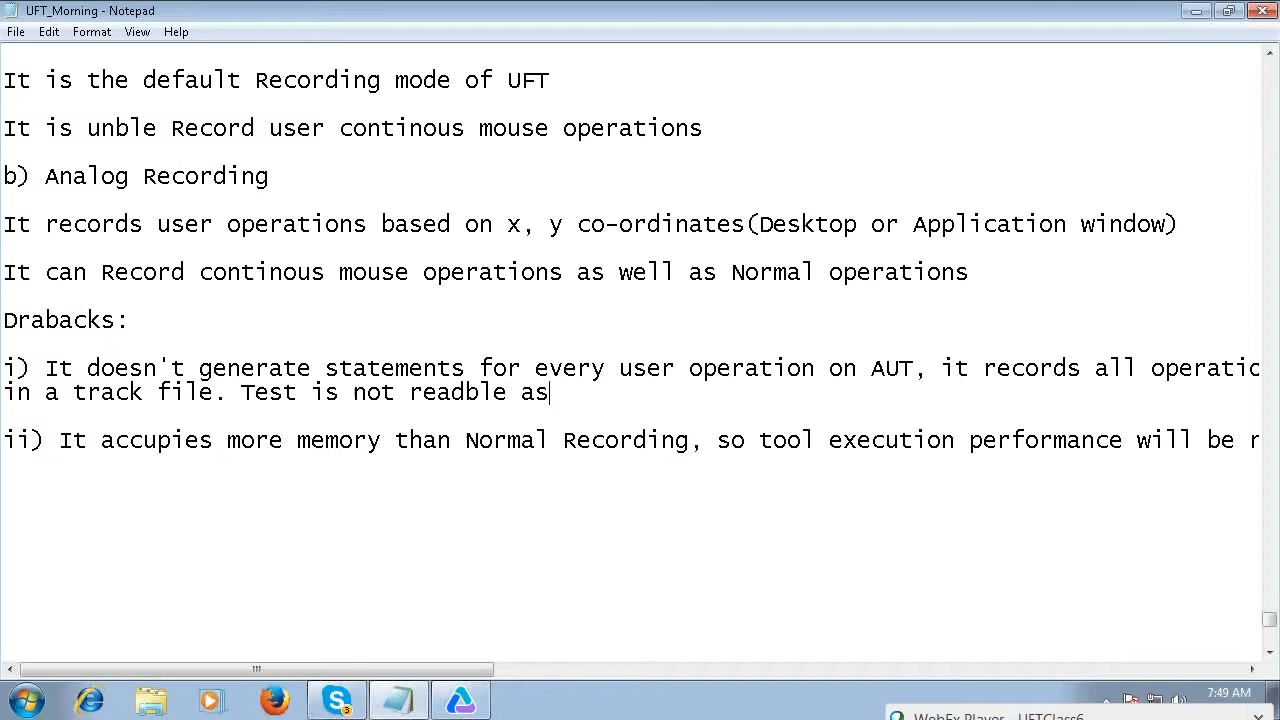 UFT_Morning - Notepad
File Edit Format View Help
It is the default Recording mode of UFT
It is unble Record user continous mouse operations
b) Analog Recording
It records user operations based on x, y co-ordinates(Desktop or Application window)
It can Record continous mouse operations as well as Normal operations
Drabacks:
i) It doesn't generate statements for every user operation on AUT, it records all operatio
in a track file. Test is not readble as
ii) It accupies more memory than Normal Recording, so tool execution performance will be r
3
7:49 AM
WebEx Player - UFTClass6